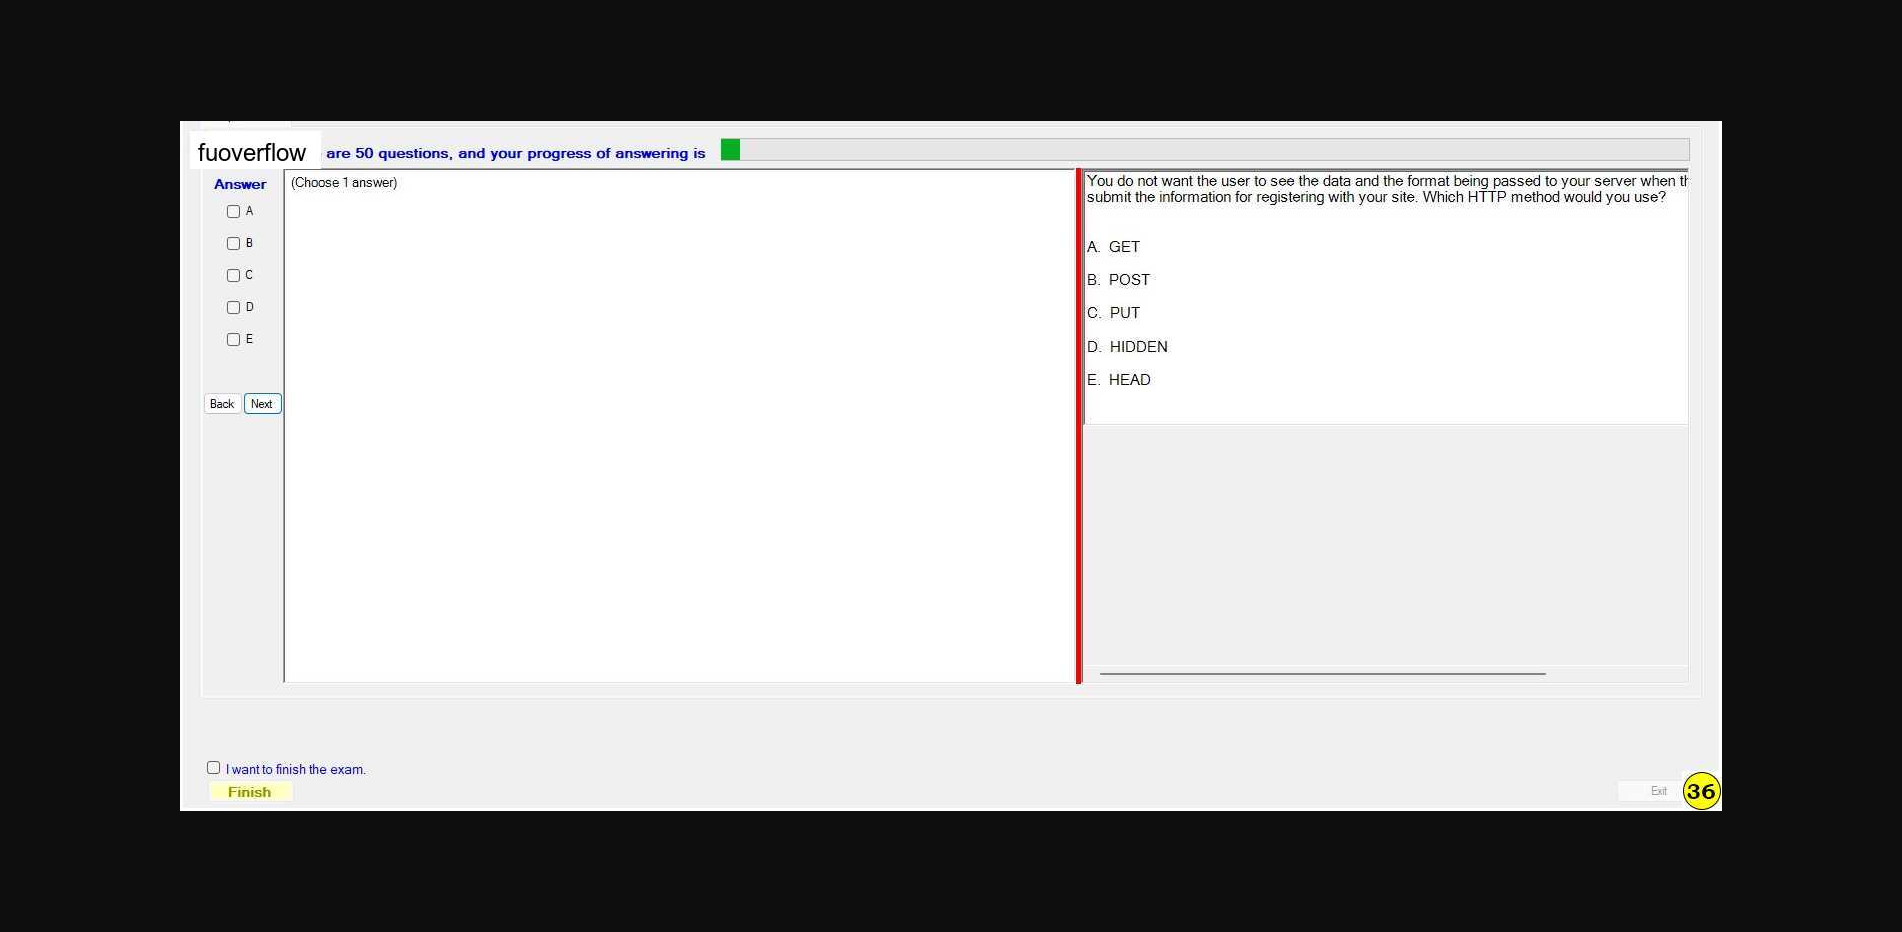 fuoverflow are 50 questions, and your progress of answering is
Answer
A
B
C
D
E
Back Next
(Choose 1 answer)
You do not want the user to see the data and the format being passed to your server when
submit the information for registering with your site. Which HTTP method would you use?
A. GET
B. POST
C. PUT
D. HIDDEN
E. HEAD
I want to finish the exam.
Finish
Exit
36